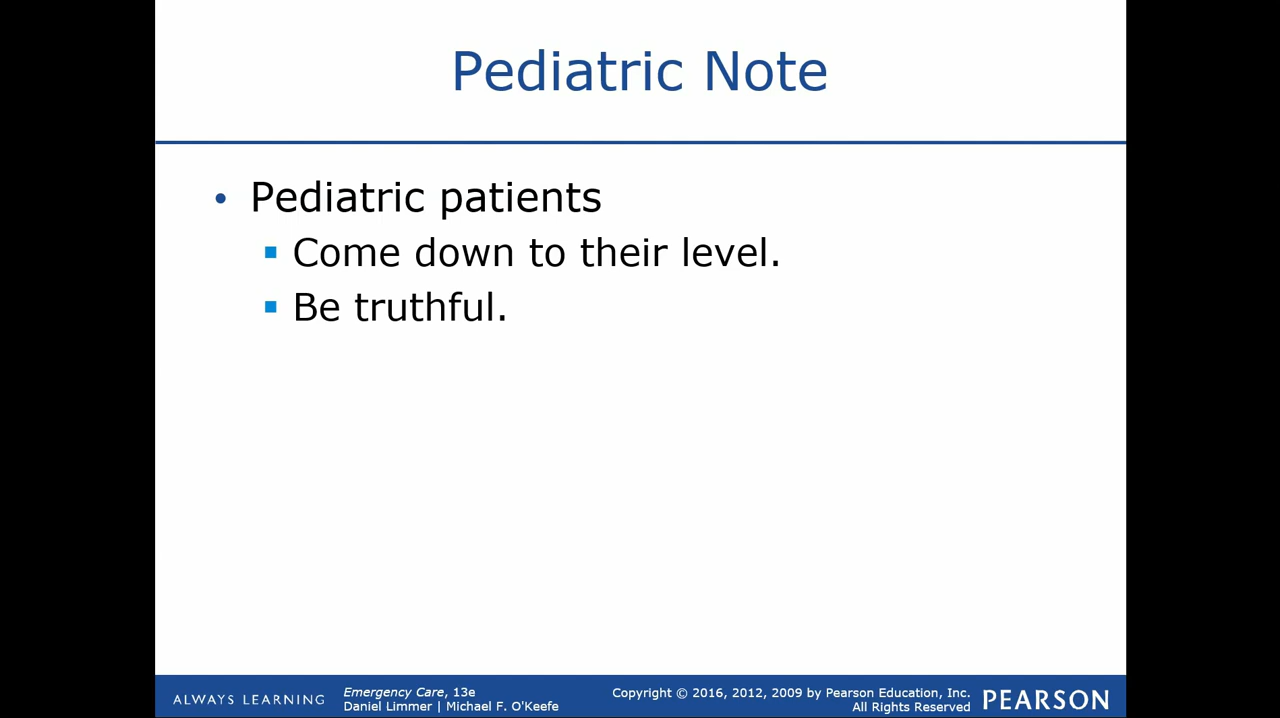 Pediatric Note
• Pediatric patients
▪ Come down to their level.
▪ Be truthful.
ALWAYS LEARNING
Emergency Care, 13e
Daniel Limmer | Michael F. O'Keefe
Copyright © 2016, 2012, 2009 by Pearson Education, Inc.
All Rights Reserved
PEARSON